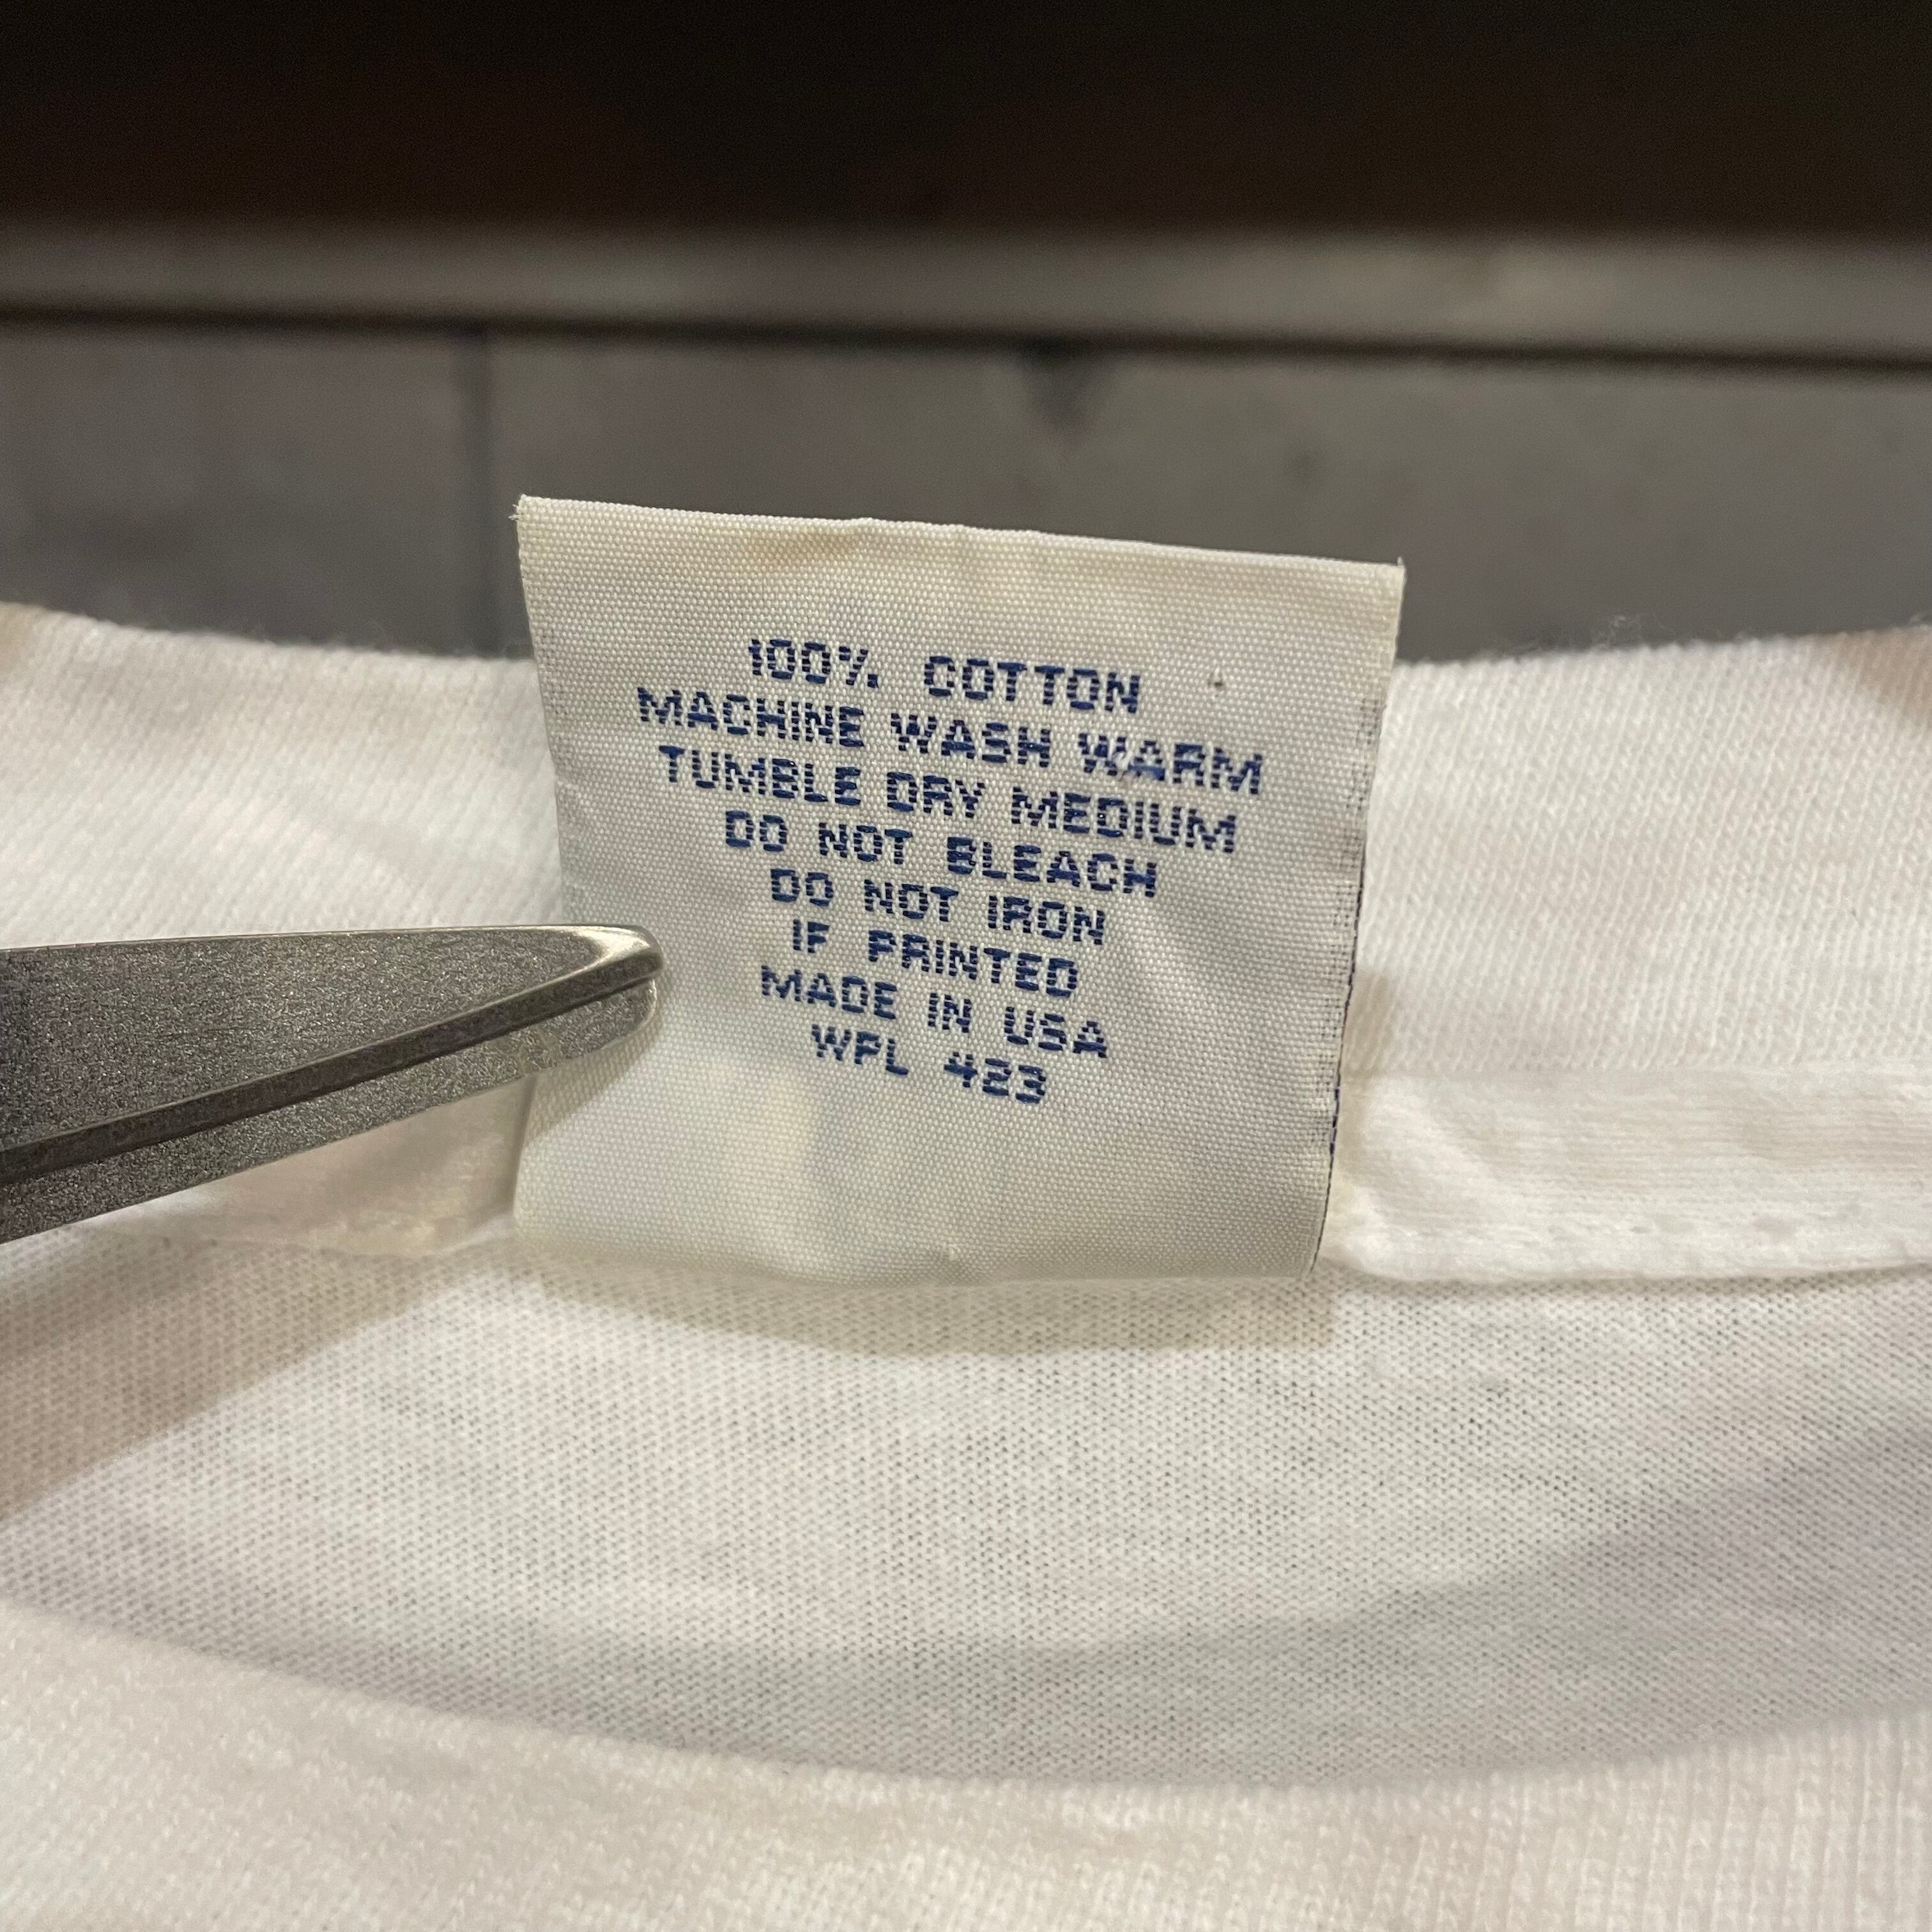 100% COTTON
MACHINE WASH WARM
TUMBLE DRY MEDIUM
DO NOT BLEACH
DO NOT IRON
IF PRINTED
MADE IN USA
WPL 423